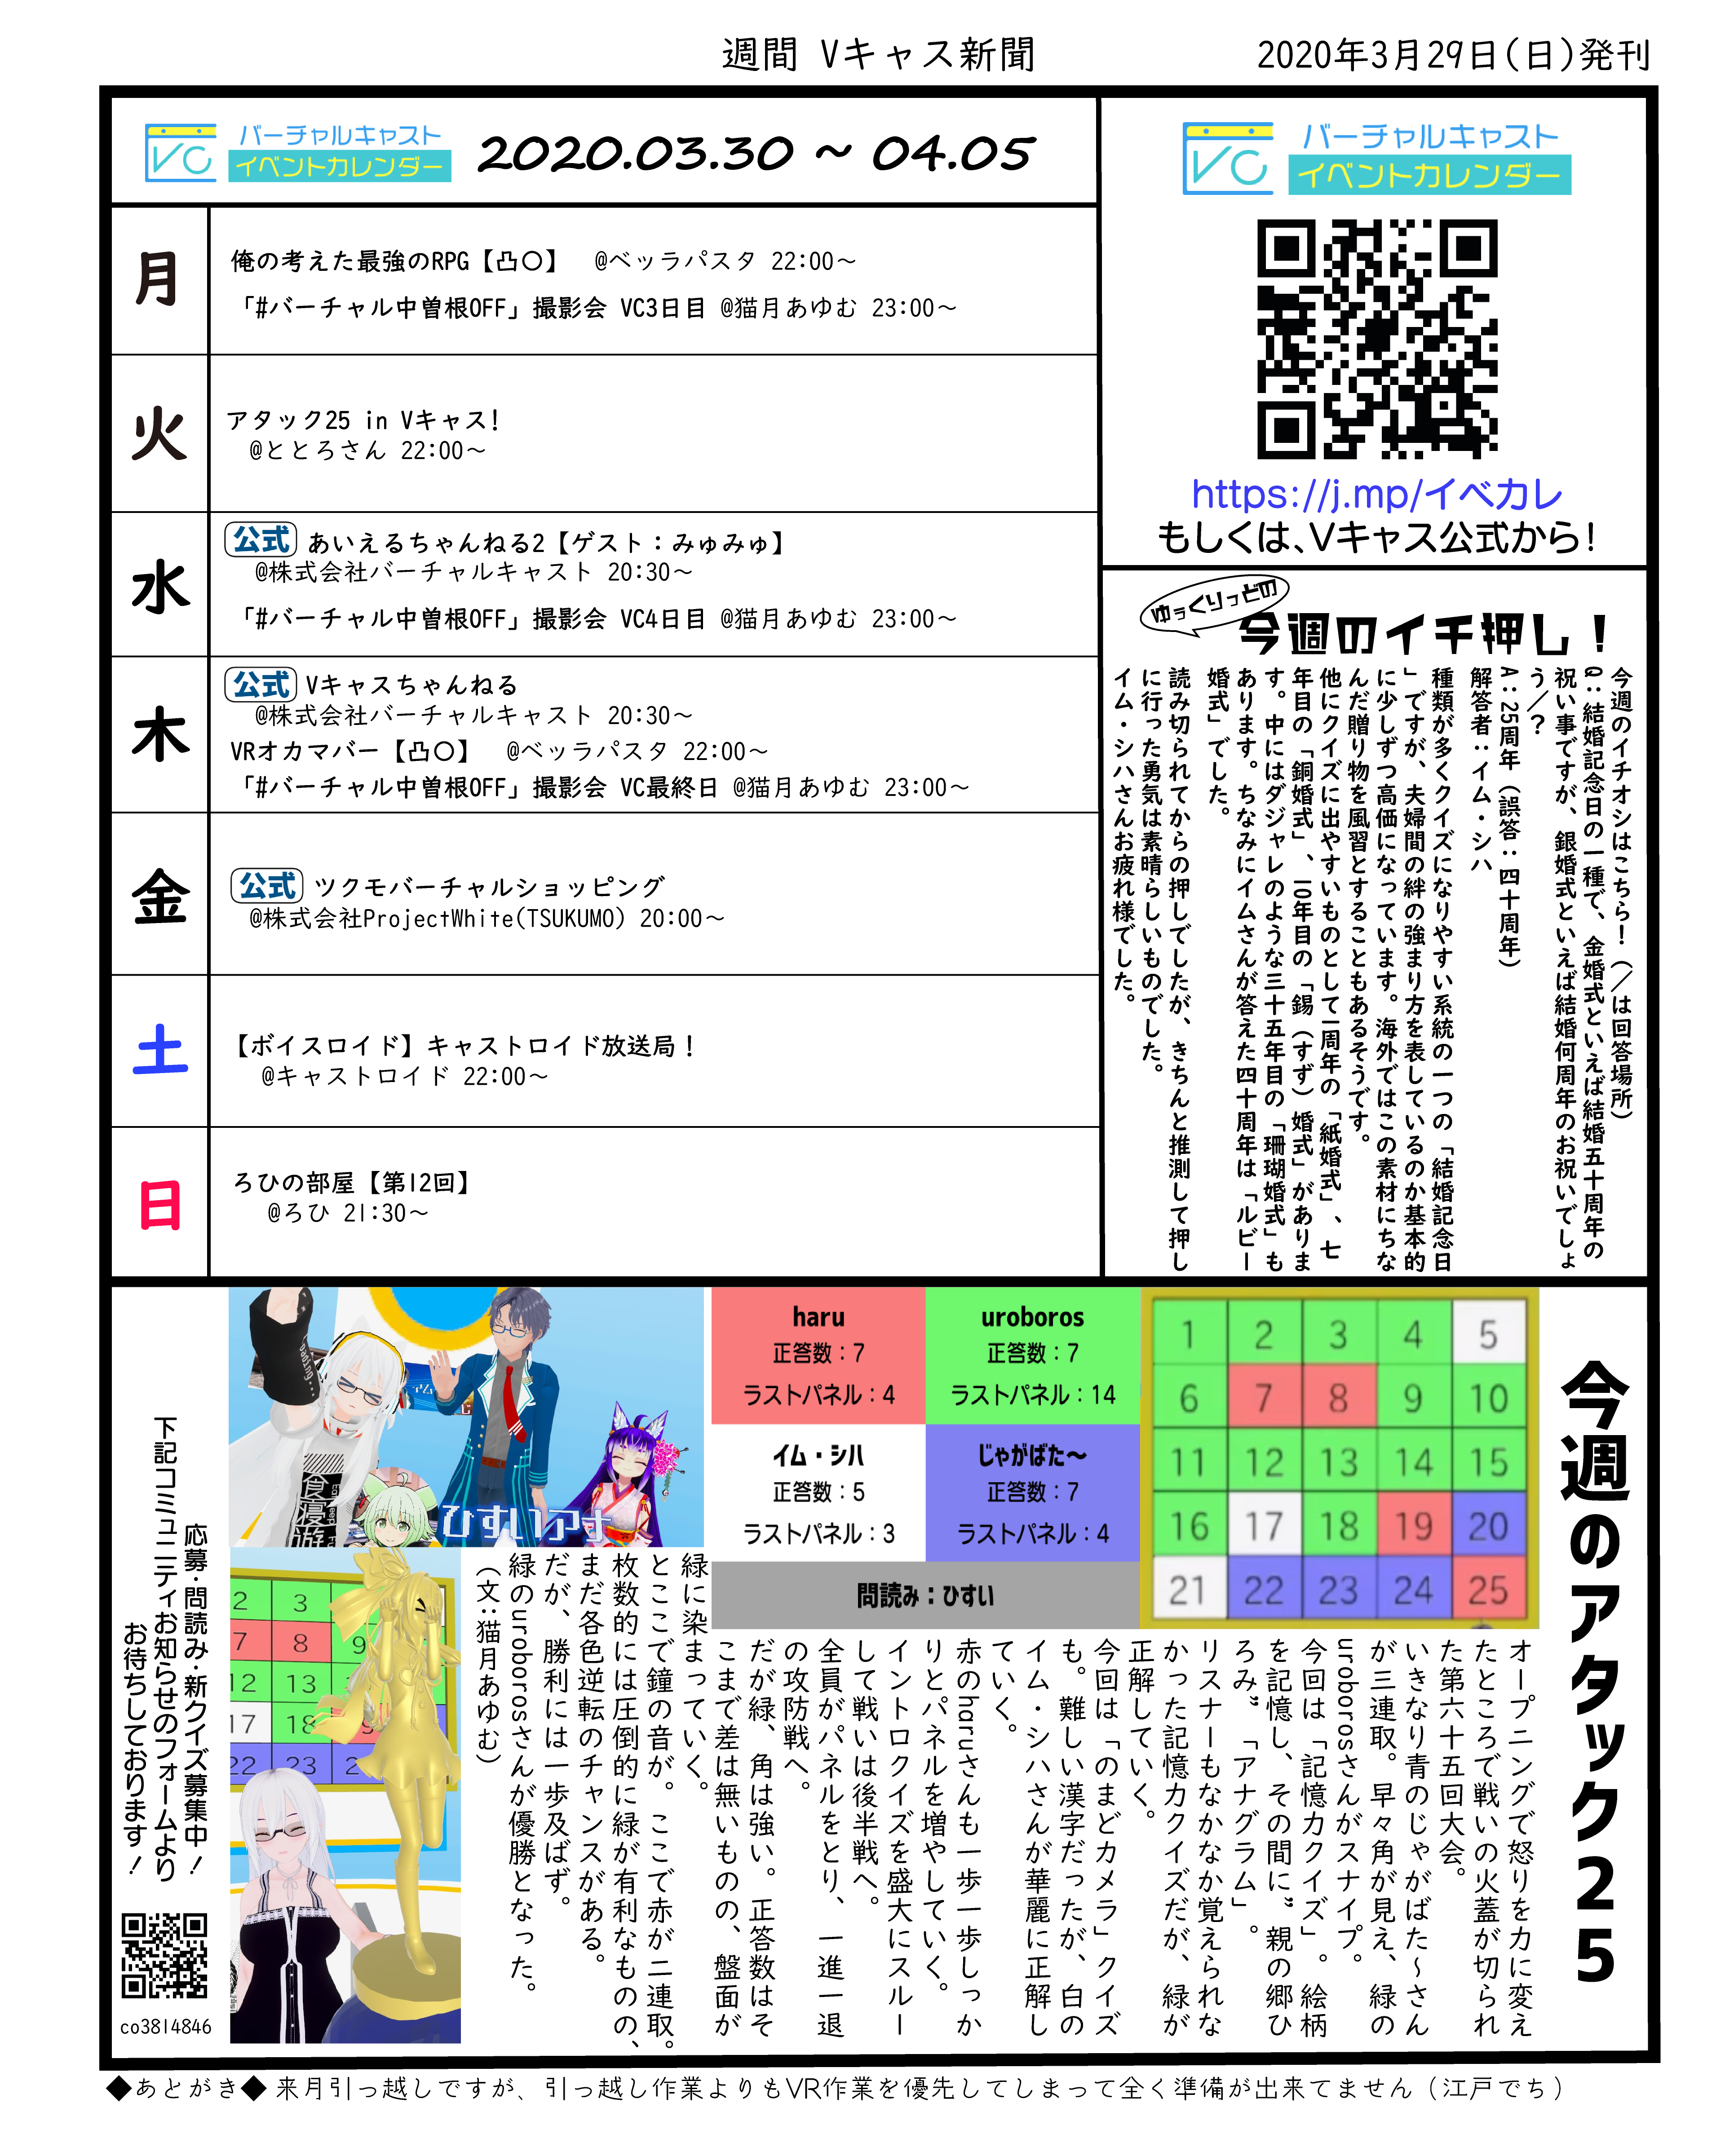 週間 Vキャス新聞
2020年3月29日(日)発刊
VC
バーチャルキャスト
イベントカレンダー
2020.03.30 ~ 04.05
月
俺の考えた最強のRPG【凸〇】 @ベッラパスタ 22:00～
「#バーチャル中曽根OFF」撮影会 VC3日目 @猫月あゆむ 23:00～
火
アタック25 in Vキャス!
@ととろさん 22:00～
水
公式 あいえるちゃんねる2【ゲスト：みゅみゅ】
@株式会社バーチャルキャスト 20:30～
「#バーチャル中曽根OFF」撮影会 VC4日目 @猫月あゆむ 23:00～
木
公式 Vキャスちゃんねる
@株式会社バーチャルキャスト 20:30～
VRオカマバー【凸〇】 @ベッラパスタ 22:00～
「#バーチャル中曽根OFF」撮影会 VC最終日 @猫月あゆむ 23:00～
金
公式 ツクモバーチャルショッピング
@株式会社ProjectWhite(TSUKUMO) 20:00～
土
【ボイスロイド】キャストロイド放送局！
@キャストロイド 22:00～
日
ろひの部屋【第12回】
@ろひ 21:30～
VC
バーチャルキャスト
イベントカレンダー
https://j.mp/イベカレ
もしくは、Vキャス公式から!
ゆっくりっどの
今週のイチ押し！
今週のイチオシはこちら！（／は回答場所）
Q：結婚記念日の一種で、金婚式といえば結婚五十周年の
祝い事ですが、銀婚式といえば結婚何周年のお祝いでしょ
う／？
A：25周年（誤答：四十周年）
解答者：イム・シハ
種類が多くクイズになりやすい系統の一つの「結婚記念日
」ですが、夫婦間の絆の強まり方を表しているのか基本的
に少しずつ高価になっています。海外ではこの素材にちな
んだ贈り物を風習とすることもあるそうです。
他にクイズに出やすいものとして一周年の「紙婚式」、七
年目の「銅婚式」、10年目の「錫（すず）婚式」がありま
す。中にはダジャレのような三十五年目の「珊瑚婚式」も
あります。ちなみにイムさんが答えた四十周年は「ルビー
婚式」でした。
読み切られてからの押しでしたが、きちんと推測して押し
に行った勇気は素晴らしいものでした。
イム・シハさんお疲れ様でした。
今週のアタック25
1 2 3 4 5
6 7 8 9 10
11 12 13 14 15
16 17 18 19 20
21 22 23 24 25
haru
正答数：7
ラストパネル：4
uroboros
正答数：7
ラストパネル：14
イム・シハ
正答数：5
ラストパネル：3
じゃがばた～
正答数：7
ラストパネル：4
問読み：ひすい
ひすいアナ
オープニングで怒りを力に変え
たところで戦いの火蓋が切られ
た第六十五回大会。
いきなり青のじゃがばた～さん
が三連取。早々角が見え、緑の
uroborosさんがスナイプ。
今回は「記憶力クイズ」。絵柄
を記憶し、その間に”親の郷ひ
ろみ”「アナグラム」。
リスナーもなかなか覚えられな
かった記憶力クイズだが、緑が
正解していく。
今回は「のまどカメラ」クイズ
も。難しい漢字だったが、白の
イム・シハさんが華麗に正解し
ていく。
赤のharuさんも一歩一歩しっか
りとパネルを増やしていく。
イントロクイズを盛大にスルー
して戦いは後半戦へ。
全員がパネルをとり、一進一退
の攻防戦へ。
だが緑、角は強い。正答数はそ
こまで差は無いものの、盤面が
緑に染まっていく。
とここで鐘の音が。ここで赤が二連取。
枚数的には圧倒的に緑が有利なものの、
まだ各色逆転のチャンスがある。
だが、勝利には一歩及ばず。
緑のuroborosさんが優勝となった。
（文：猫月あゆむ）
2 3
7 8 9
12 13
17 18
22 23 2
応募・問読み・新クイズ募集中！
下記コミュニティお知らせのフォームより
お待ちしております！
co3814846
◆あとがき◆ 来月引っ越しですが、引っ越し作業よりもVR作業を優先してしまって全く準備が出来てません（江戸でち）